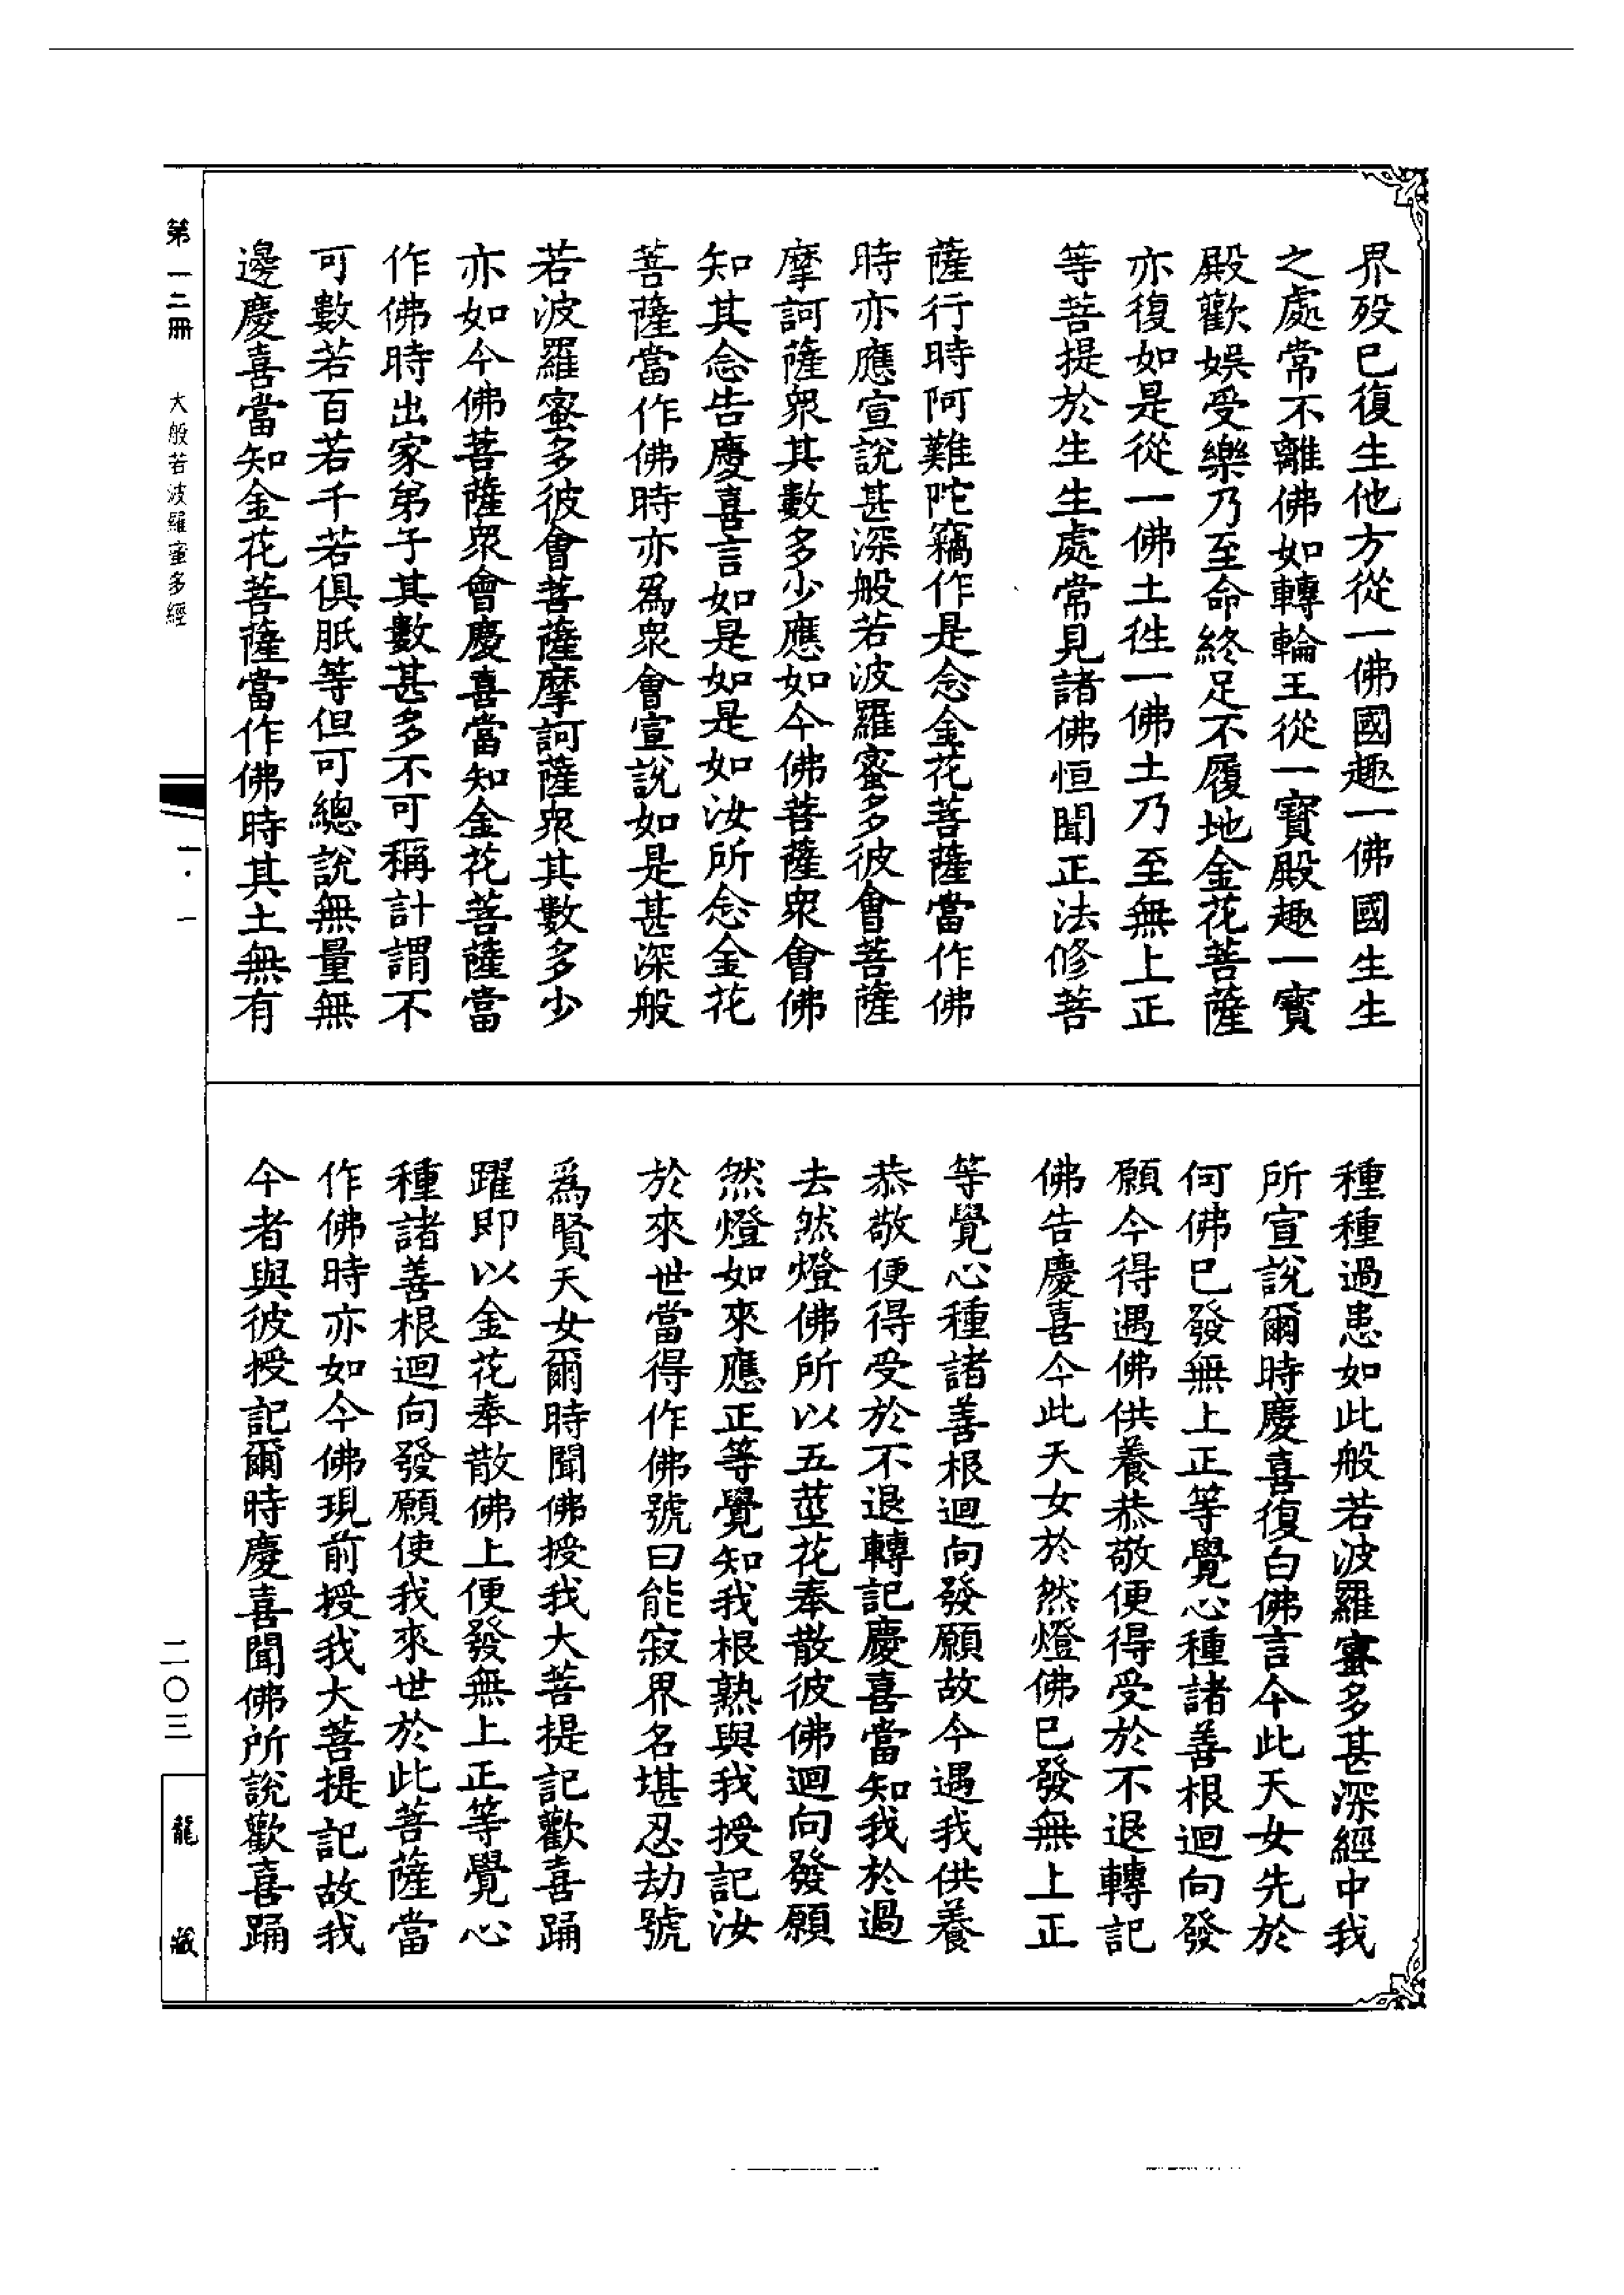 界殁已復生他方從一佛國趣一佛國生生
之處常不離佛如轉輪王從一寶殿趣一寶
殿歡娛受樂乃至命終足不履地金花菩薩
亦復如是從一佛土徃一佛土乃至無上正
等菩提於生生處常見諸佛恒聞正法修菩
薩行時阿難陀竊作是念金花菩薩當作佛
時亦應宣說甚深般若波羅蜜多彼會菩薩
摩訶薩衆其數多少應如今佛菩薩衆會佛
知其念告慶喜言如是如是如汝所念金花
菩薩當作佛時亦爲衆會宣說如是甚深般
若波羅蜜多彼會菩薩摩訶薩衆其數多少
亦如今佛菩薩衆會慶喜當知金花菩薩當
作佛時出家弟子其數甚多不可稱計謂不
可數若百若千若俱胝等但可總說無量無
邊慶喜當知金花菩薩當作佛時其土無有
種種過患如此般若波羅蜜多甚深經中我
所宣說爾時慶喜復白佛言今此天女先於
何佛已發無上正等覺心種諸善根迴向發
願今得遇佛供養恭敬便得受於不退轉記
佛告慶喜今此天女於然燈佛已發無上正
等覺心種諸善根迴向發願故今遇我供養
恭敬便得受於不退轉記慶喜當知我於過
去然燈佛所以五莖花奉散彼佛迴向發願
然燈如來應正等覺知我根熟與我授記汝
於來世當得作佛號曰能寂界名堪忍劫號
爲賢天女爾時聞佛授我大菩提記歡喜踊
躍即以金花奉散佛上便發無上正等覺心
種諸善根迴向發願使我來世於此菩薩當
作佛時亦如今佛現前授我大菩提記故我
今者與彼授記爾時慶喜聞佛所說歡喜踊
第一二冊 大般若波羅蜜多經
二〇三
龍藏